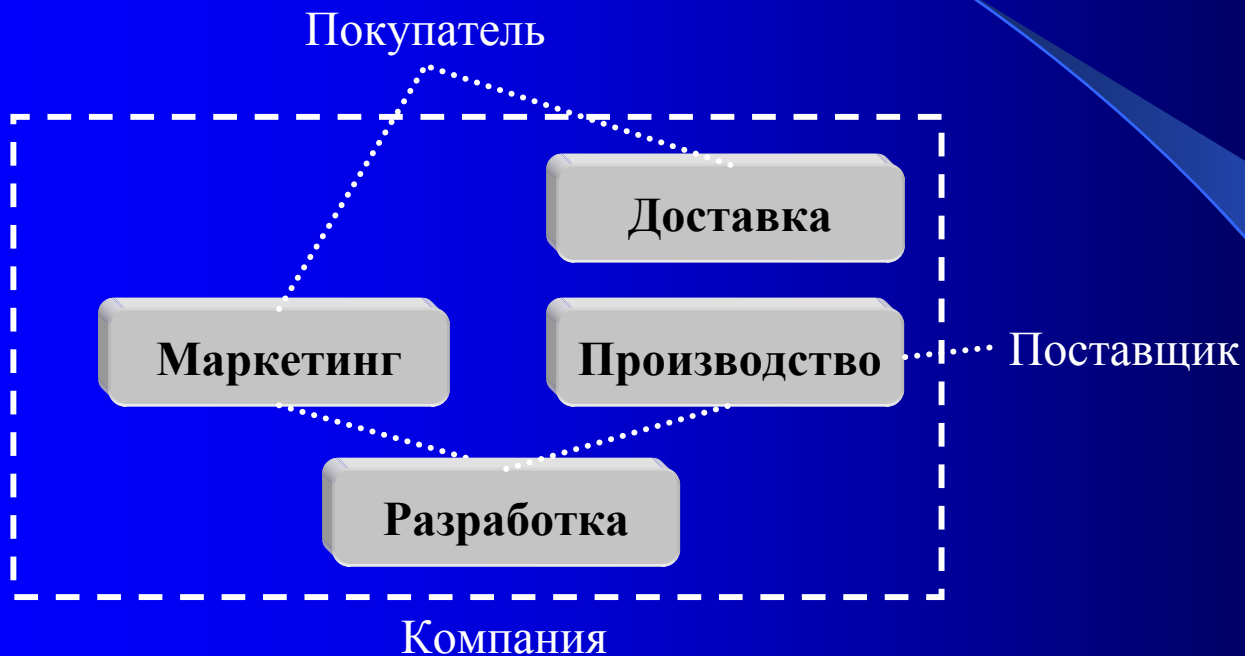 Покупатель
Доставка
Маркетинг
Производство
Поставщик
Разработка
Компания